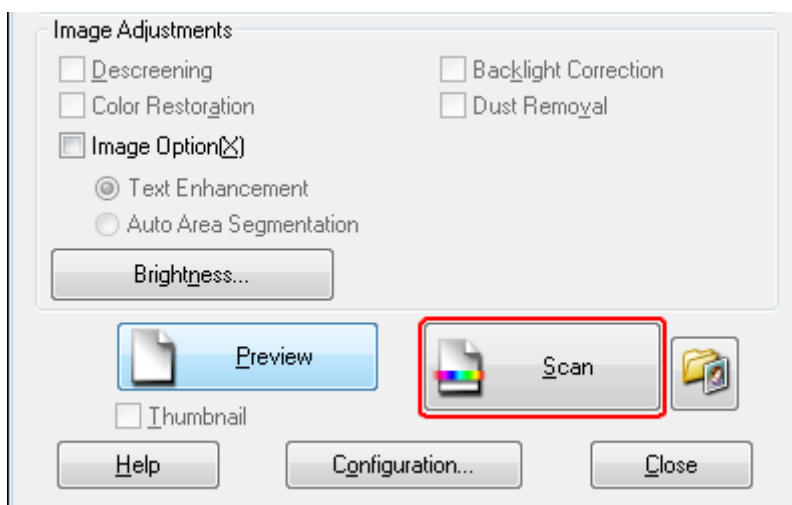 Image Adjustments
Descreening Backlight Correction
Color Restoration Dust Removal
Image Option(X)
Text Enhancement
Auto Area Segmentation
Brightness...
Preview Scan
Thumbnail
Help Configuration... Close